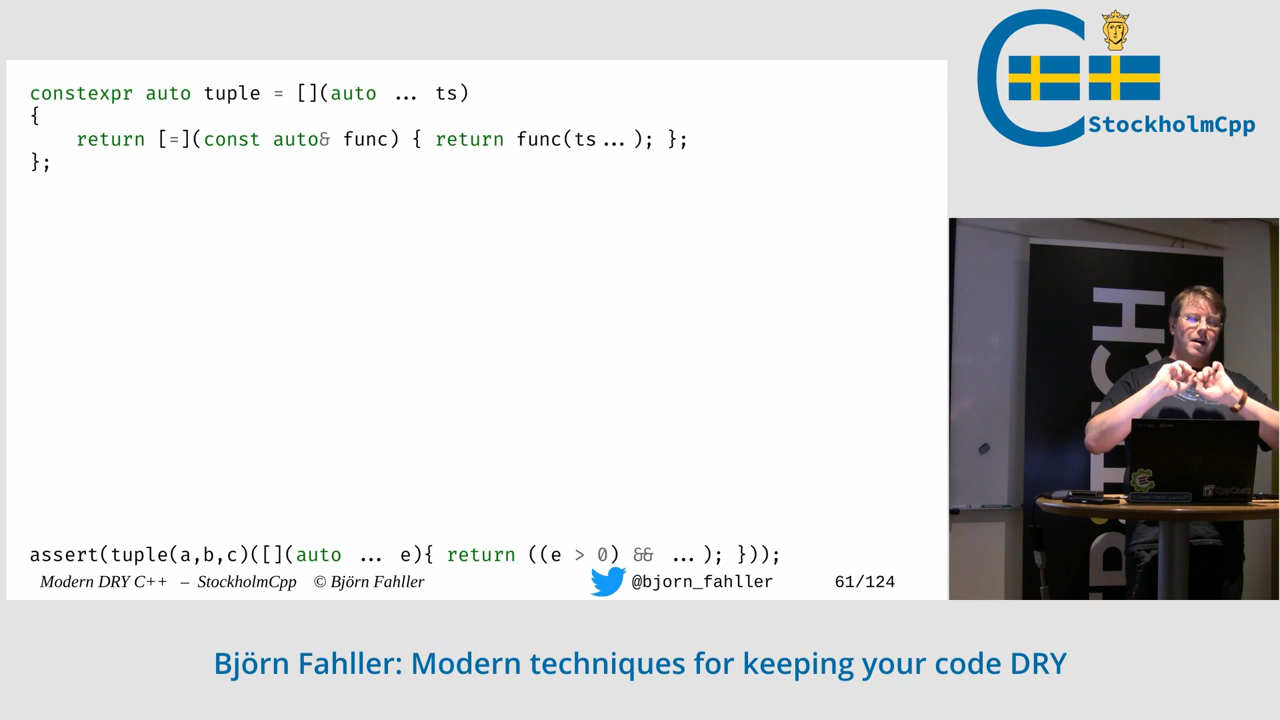 constexpr auto tuple = [](auto ... ts)
{
    return [=](const auto& func) { return func(ts...); };
};
assert(tuple(a,b,c)([](auto ... e){ return ((e > 0) && ...); }));
Modern DRY C++ – StockholmCpp © Björn Fahller @bjorn_fahller 61/124
StockholmCpp
Björn Fahller: Modern techniques for keeping your code DRY